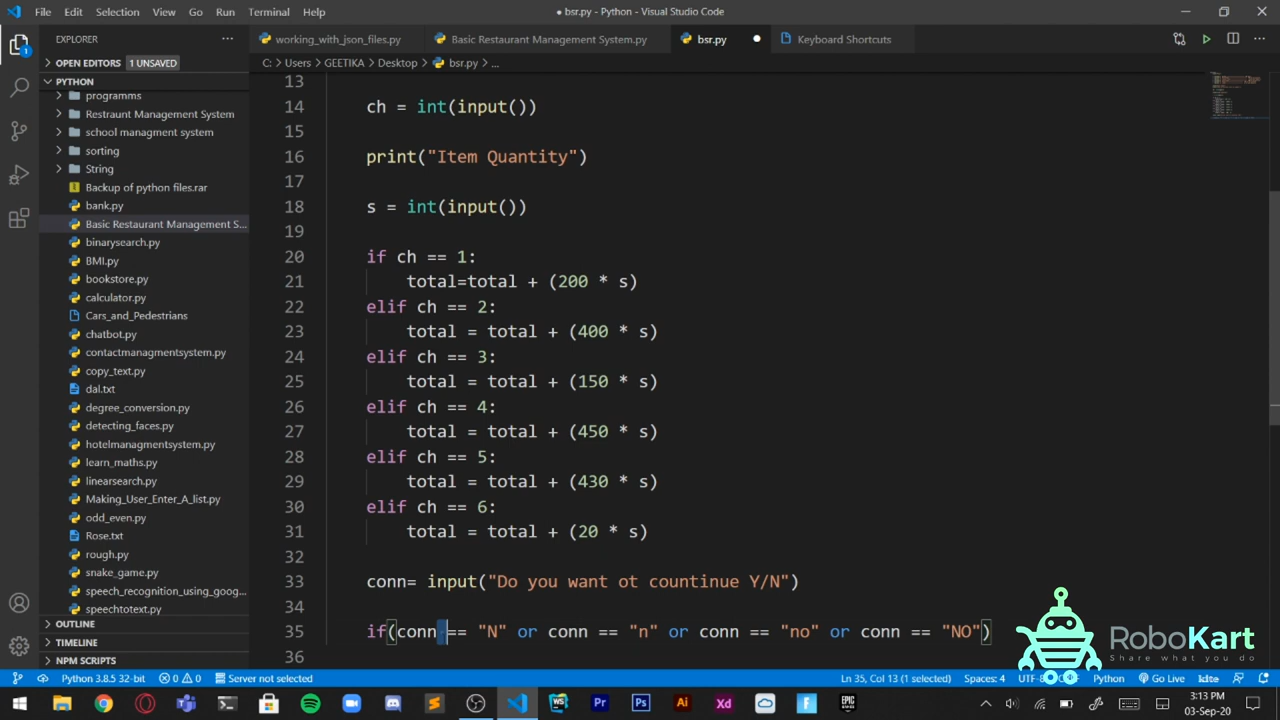 File Edit Selection View Go Run Terminal Help
● bsr.py - Python - Visual Studio Code
EXPLORER
working_with_json_files.py
Basic Restaurant Management System.py
bsr.py
Keyboard Shortcuts
OPEN EDITORS 1 UNSAVED
C: > Users > GEETIKA > Desktop > bsr.py > ...
PYTHON
programms
Restraunt Management System
school managment system
sorting
String
Backup of python files.rar
bank.py
Basic Restaurant Management S...
binarysearch.py
BMI.py
bookstore.py
calculator.py
Cars_and_Pedestrians
chatbot.py
contactmanagmentsystem.py
copy_text.py
dal.txt
degree_conversion.py
detecting_faces.py
hotelmanagmentsystem.py
learn_maths.py
linearsearch.py
Making_User_Enter_A_list.py
odd_even.py
Rose.txt
rough.py
snake_game.py
speech_recognition_using_goog...
speechtotext.py
OUTLINE
TIMELINE
NPM SCRIPTS
13
14 ch = int(input())
15
16 print("Item Quantity")
17
18 s = int(input())
19
20 if ch == 1:
21 total=total + (200 * s)
22 elif ch == 2:
23 total = total + (400 * s)
24 elif ch == 3:
25 total = total + (150 * s)
26 elif ch == 4:
27 total = total + (450 * s)
28 elif ch == 5:
29 total = total + (430 * s)
30 elif ch == 6:
31 total = total + (20 * s)
32
33 conn= input("Do you want ot countinue Y/N")
34
35 if(conn == "N" or conn == "n" or conn == "no" or conn == "NO")
36
RoboKart
Share what you do
Python 3.8.5 32-bit 0 0 Server not selected
Ln 35, Col 13 (1 selected) Spaces: 4 UTF-8 Python Go Live kite
3:13 PM
03-Sep-20